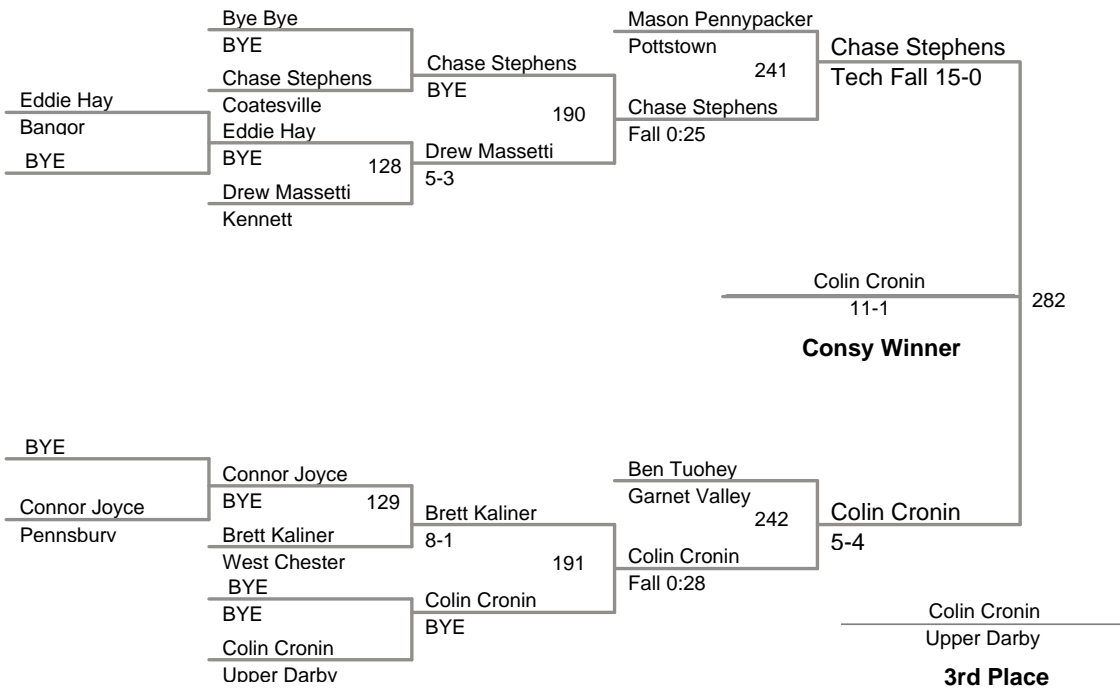 Bye Bye
BYE
Chase Stephens
Coatesville
Eddie Hay
Bangor
BYE
Eddie Hay
BYE
128
Drew Massetti
Kennett
Chase Stephens
BYE
190
Drew Massetti
5-3
Mason Pennypacker
Pottstown
241
Chase Stephens
Fall 0:25
Chase Stephens
Tech Fall 15-0
Colin Cronin
11-1
282
Consy Winner
BYE
Connor Joyce
Pennsbury
Connor Joyce
BYE
129
Brett Kaliner
West Chester
BYE
BYE
Colin Cronin
Upper Darby
Brett Kaliner
8-1
191
Colin Cronin
BYE
Ben Tuohey
Garnet Valley
242
Colin Cronin
Fall 0:28
Colin Cronin
5-4
Colin Cronin
Upper Darby
3rd Place